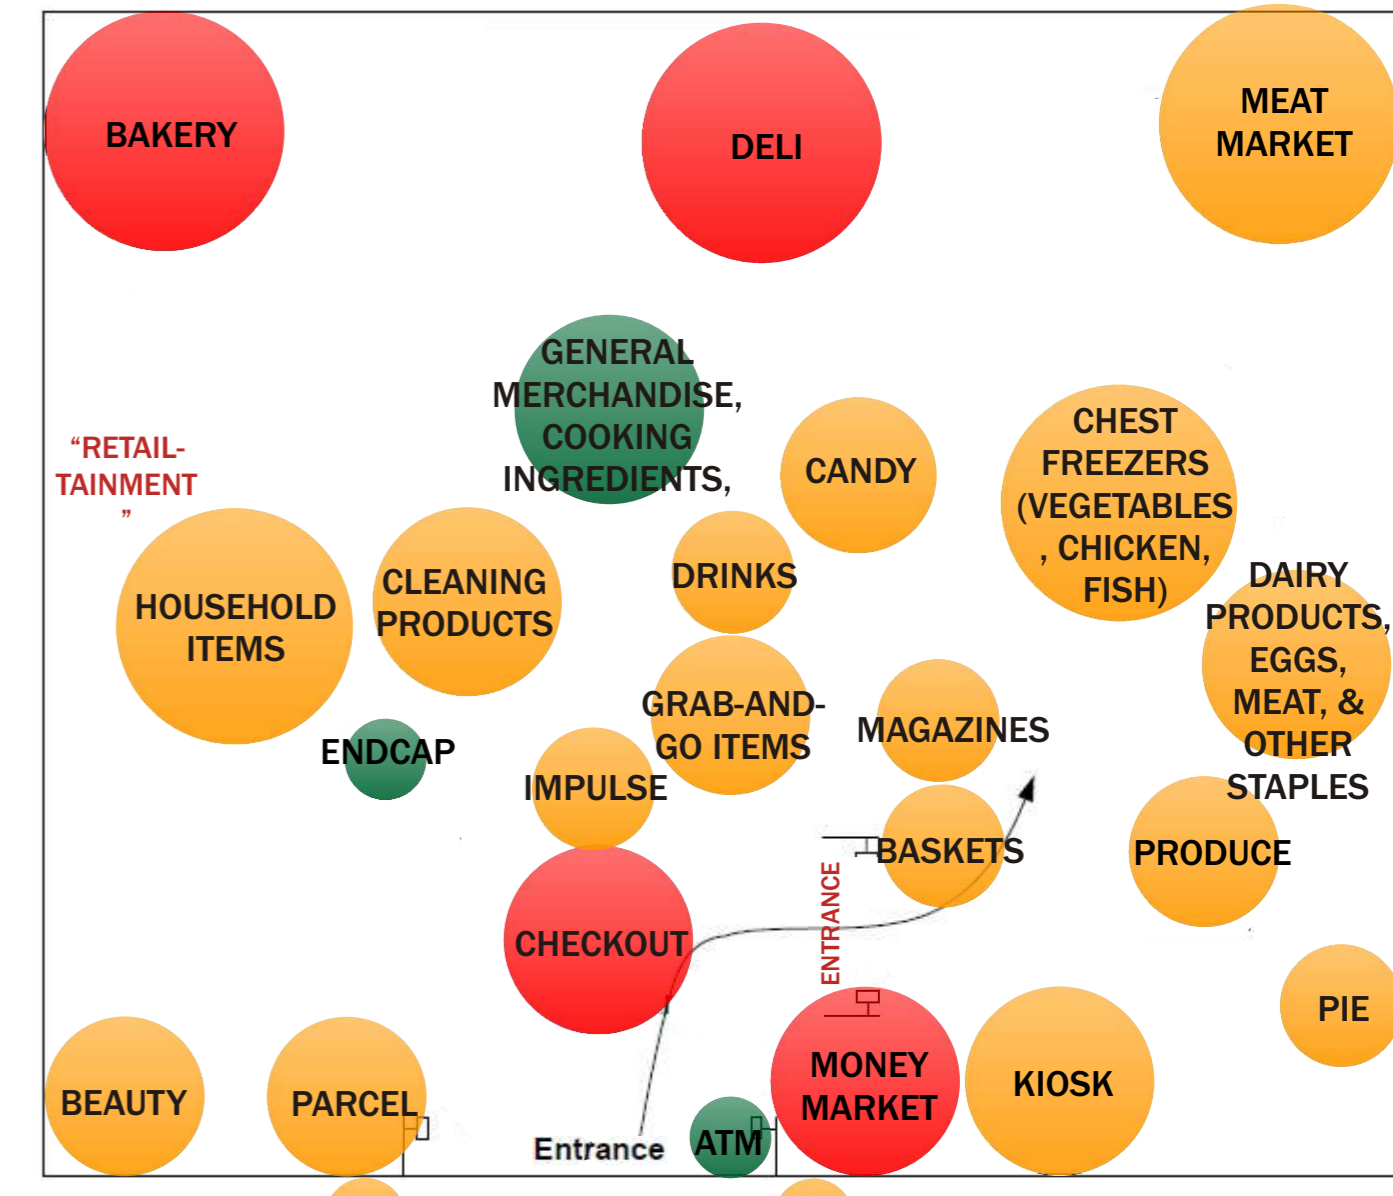 BAKERY
DELI
MEAT
MARKET
GENERAL
MERCHANDISE,
COOKING
INGREDIENTS,
CANDY
CHEST
FREEZERS
(VEGETABLES
, CHICKEN,
FISH)
“RETAIL-
TAINMENT
”
HOUSEHOLD
ITEMS
CLEANING
PRODUCTS
DRINKS
DAIRY
PRODUCTS,
EGGS,
MEAT, &
OTHER
STAPLES
GRAB-AND-
GO ITEMS
MAGAZINES
ENDCAP
IMPULSE
BASKETS
PRODUCE
ENTRANCE
CHECKOUT
PIE
MONEY
MARKET
KIOSK
BEAUTY
PARCEL
Entrance
ATM